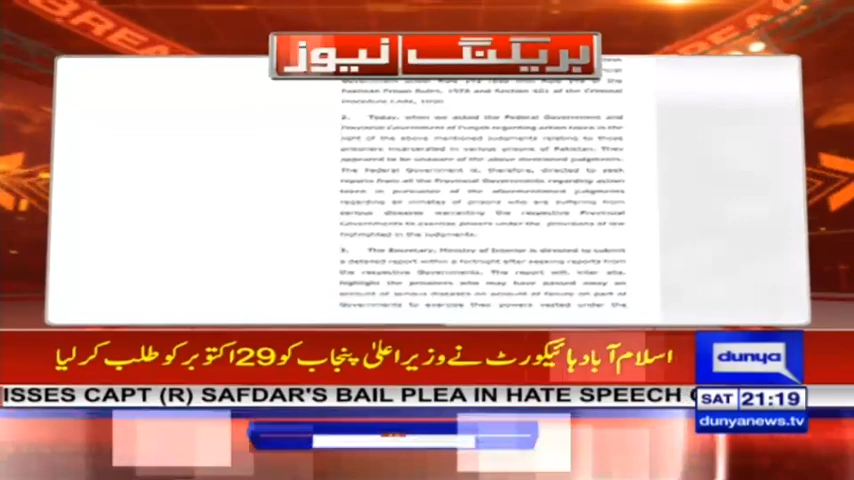 بریکنگ نیوز
Procedure Code, 1898
2. Today, when we asked the Federal Government and
Provincial Government of Punjab regarding action taken in the
light of the above mentioned judgments relating to those
prisoners incarcerated in various prisons of Pakistan. They
appeared to be unaware of the above mentioned judgments.
The Federal Government is, therefore, directed to seek
reports from all the Provincial Governments regarding action
taken in pursuance of the aforementioned judgments
regarding all inmates of prisons who are suffering from
serious diseases warranting the respective Provincial
Governments to exercise powers under the provisions of law
highlighted in the judgments.
3. The Secretary, Ministry of Interior is directed to submit
a detailed report within a fortnight after seeking reports from
the respective Governments. The report will, inter alia,
highlight the prisoners who may have passed away on
account of serious diseases on account of failure on part of
Governments to exercise their powers vested under the
اسلام آباد ہائیکورٹ نے وزیراعلیٰ پنجاب کو 29 اکتوبر کو طلب کر لیا
dunya
ISSES CAPT (R) SAFDAR'S BAIL PLEA IN HATE SPEECH
SAT 21:19
dunyanews.tv